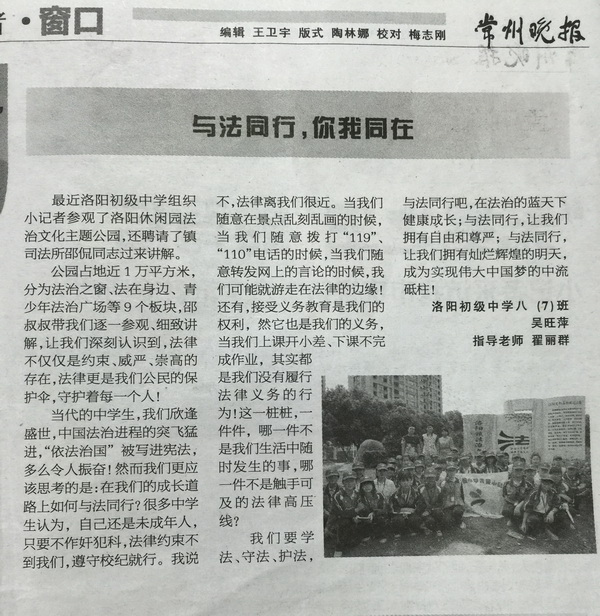 者·窗口
编辑 王卫宇 版式 陶林娜 校对 梅志刚
常州晚报
与法同行，你我同在
最近洛阳初级中学组织
小记者参观了洛阳休闲园法
治文化主题公园，还聘请了镇
司法所邵侃同志过来讲解。
公园占地近1万平方米，
分为法治之窗、法在身边、青
少年法治广场等9个板块，邵
叔叔带我们逐一参观、细致讲
解，让我们深刻认识到，法律
不仅仅是约束、威严、崇高的
存在，法律更是我们公民的保
护伞，守护着每一个人！
当代的中学生，我们欣逢
盛世，中国法治进程的突飞猛
进，“依法治国”被写进宪法，
多么令人振奋！然而我们更应
该思考的是：在我们的成长道
路上如何与法同行？很多中学
生认为，自己还是未成年人，
只要不作奸犯科，法律约束不
到我们，遵守校纪就行。我说
不，法律离我们很近。当我们
随意在景点乱刻乱画的时候，
当我们随意拨打“119”、
“110”电话的时候，当我们随
意转发网上的言论的时候，我
们可能就游走在法律的边缘！
还有，接受义务教育是我们的
权利，然它也是我们的义务，
当我们上课开小差、下课不完
成作业，其实都
是我们没有履行
法律义务的行
为！这一桩桩，一
件件，哪一件不
是我们生活中随
时发生的事，哪
一件不是触手可
及的法律高压
线？
我们要学
法、守法、护法，
与法同行吧，在法治的蓝天下
健康成长；与法同行，让我们
拥有自由和尊严；与法同行，
让我们拥有灿烂辉煌的明天，
成为实现伟大中国梦的中流
砥柱！
洛阳初级中学八（7）班
吴旺萍
指导老师 翟丽群